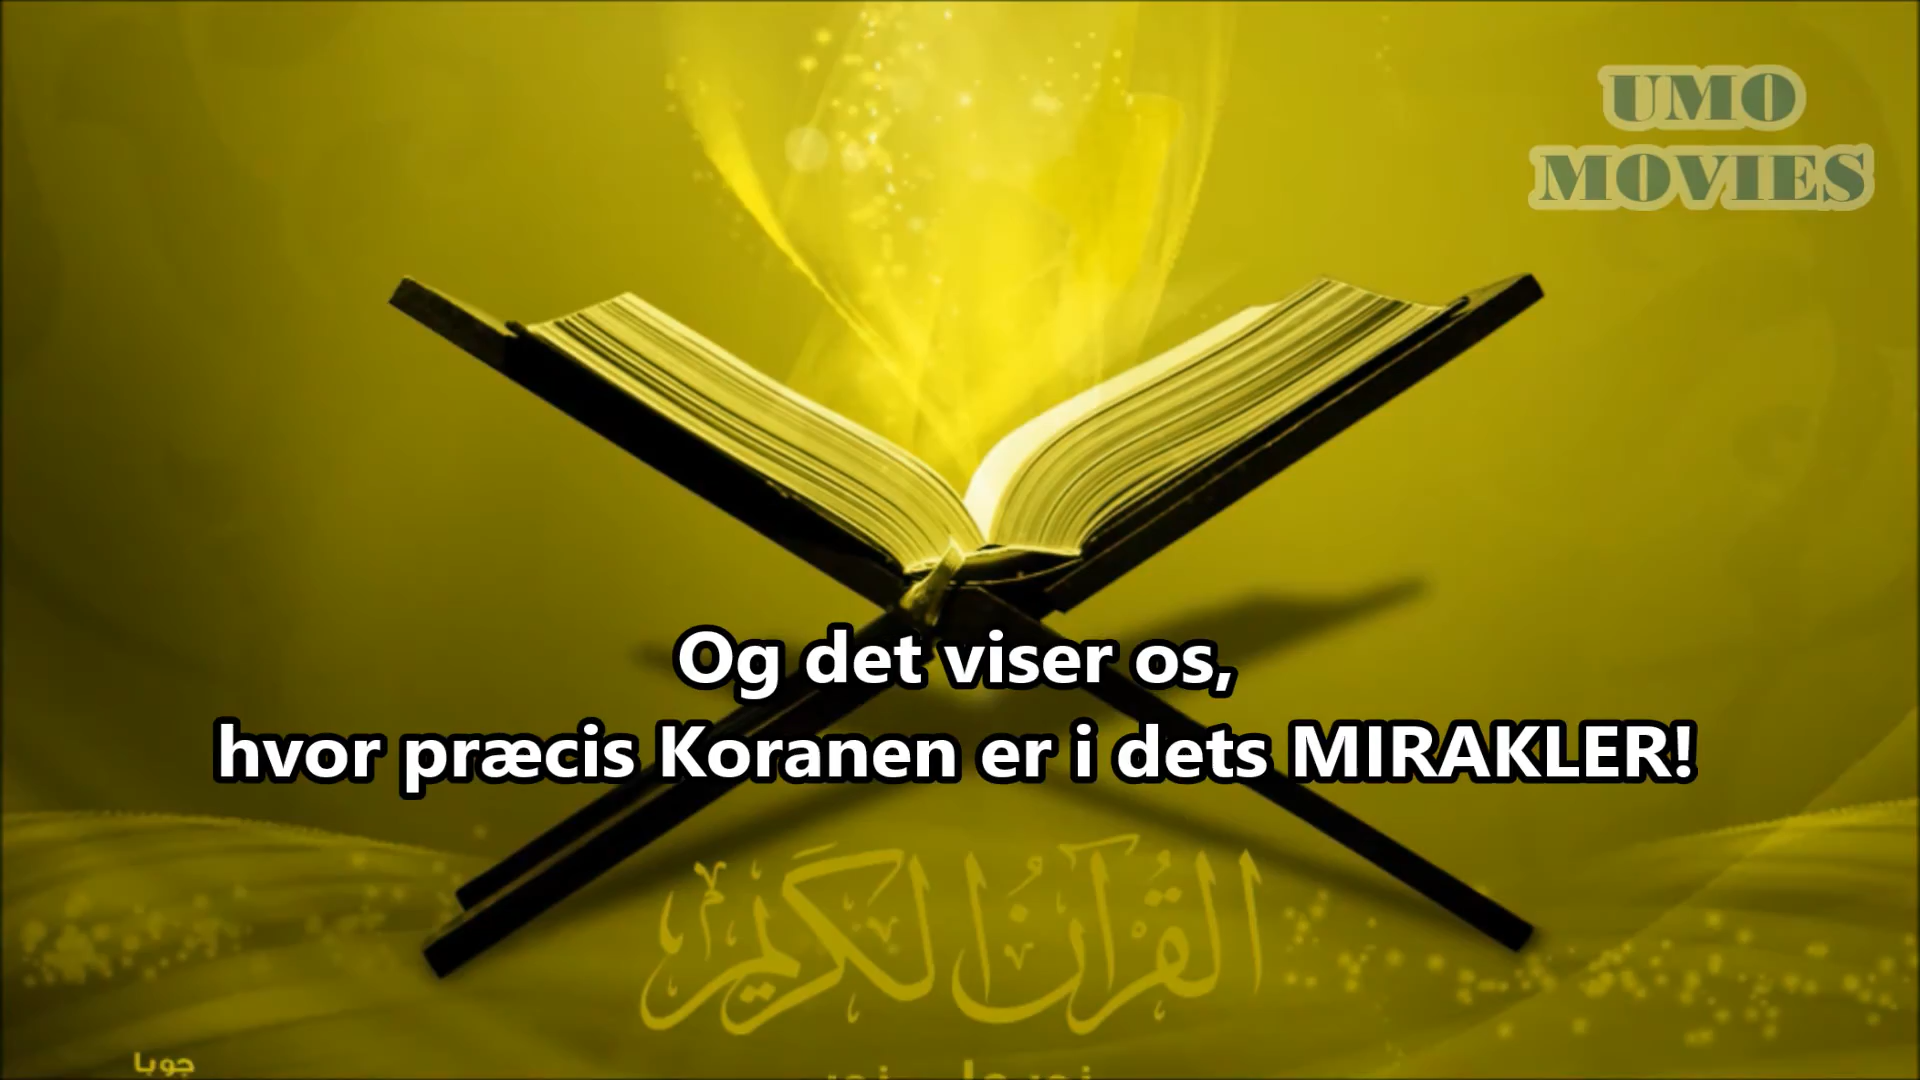 UMO
MOVIES
Og det viser os,
hvor præcis Koranen er i dets MIRAKLER!
القرآن الكريم
جوبا